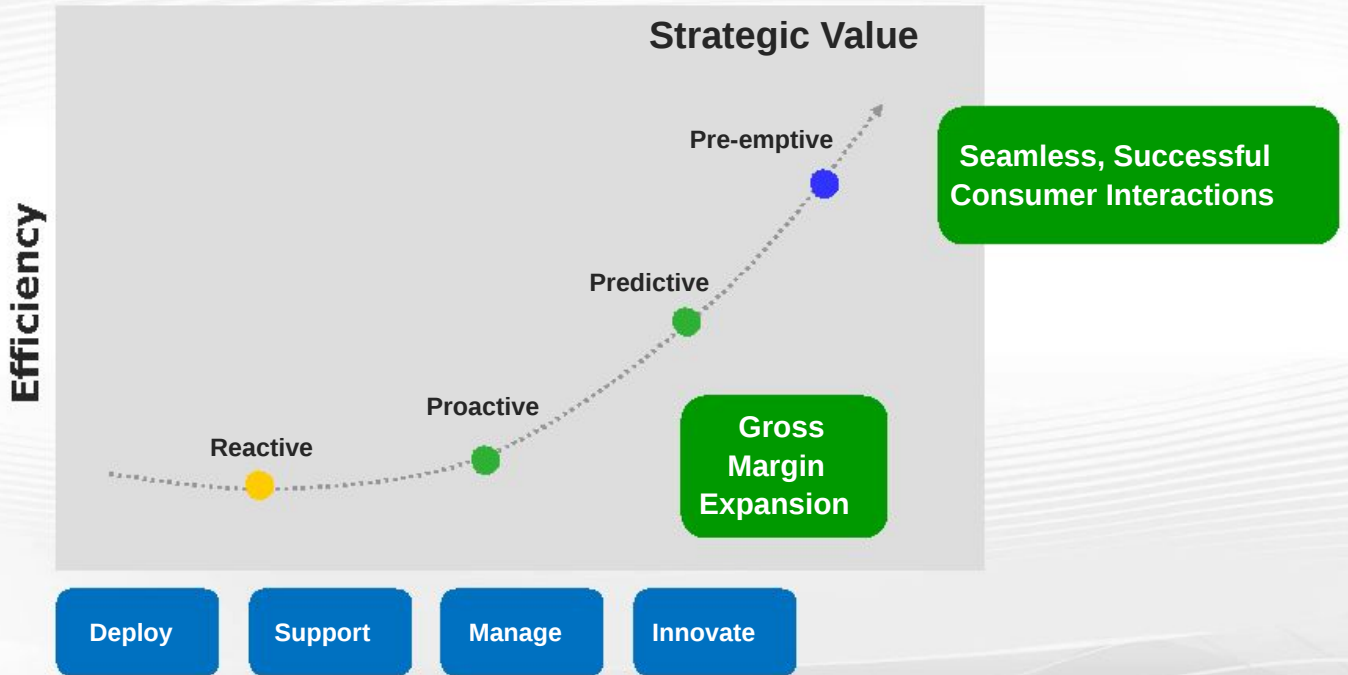 Strategic Value
Pre-emptive
Seamless, Successful
Consumer Interactions
Efficiency
Predictive
Proactive
Gross
Margin
Expansion
Reactive
Deploy
Support
Manage
Innovate